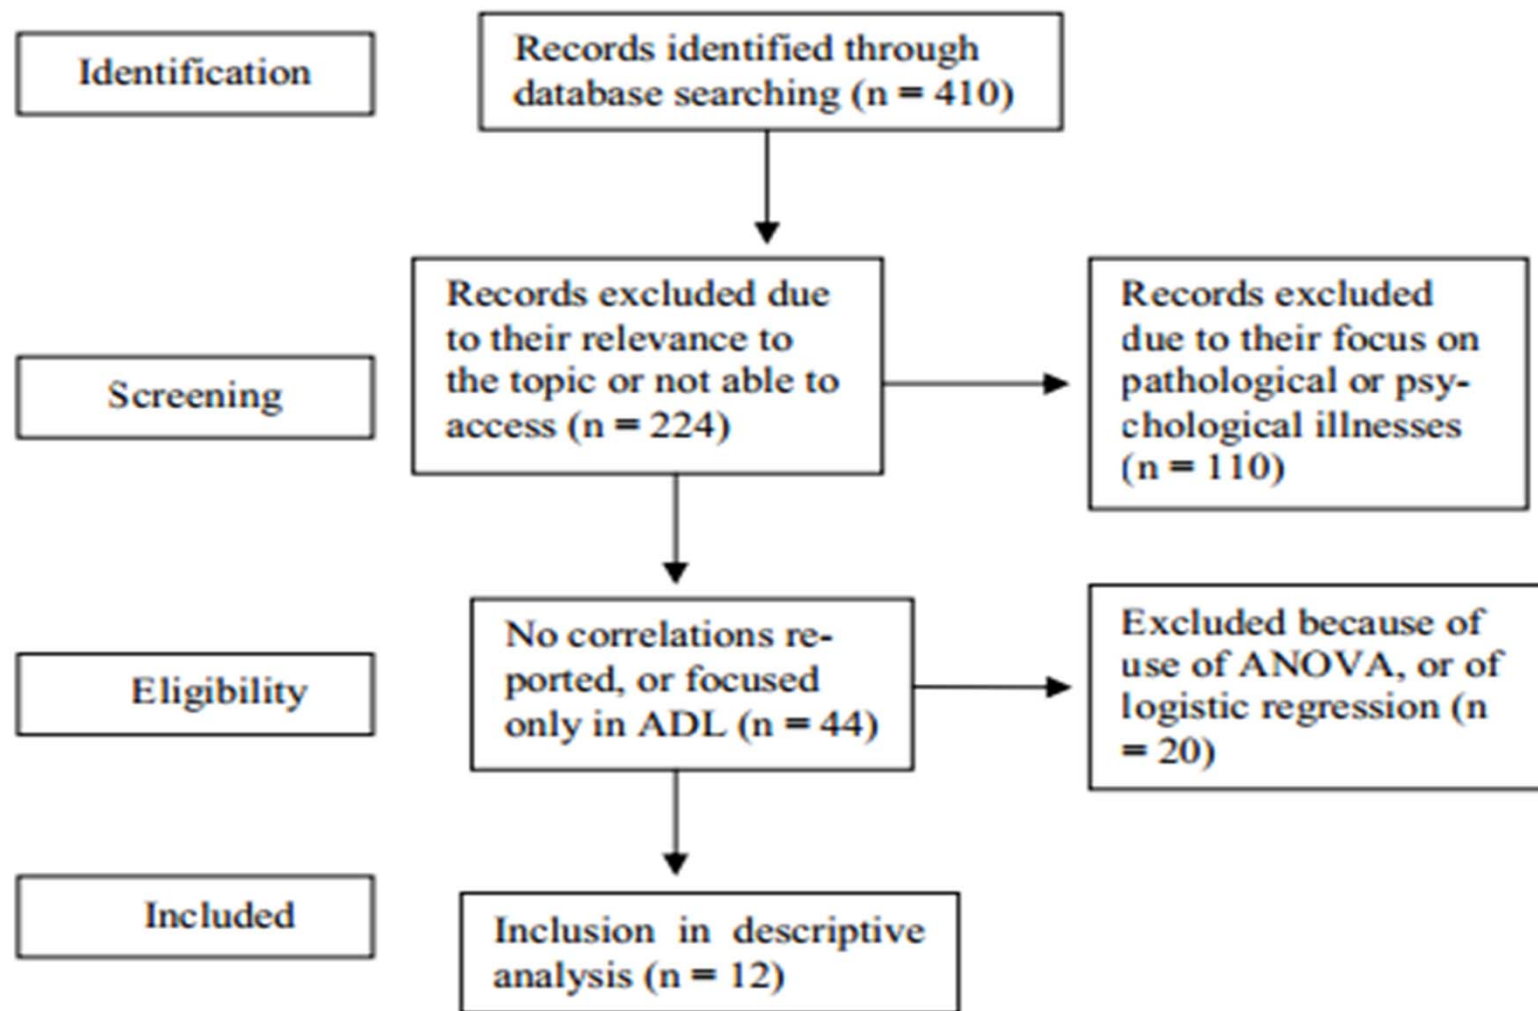 Identification
Records identified through
database searching (n = 410)
Screening
Records excluded due
to their relevance to
the topic or not able to
access (n = 224)
Records excluded
due to their focus on
pathological or psy-
chological illnesses
(n = 110)
Eligibility
No correlations re-
ported, or focused
only in ADL (n = 44)
Excluded because of
use of ANOVA, or of
logistic regression (n
= 20)
Included
Inclusion in descriptive
analysis (n = 12)